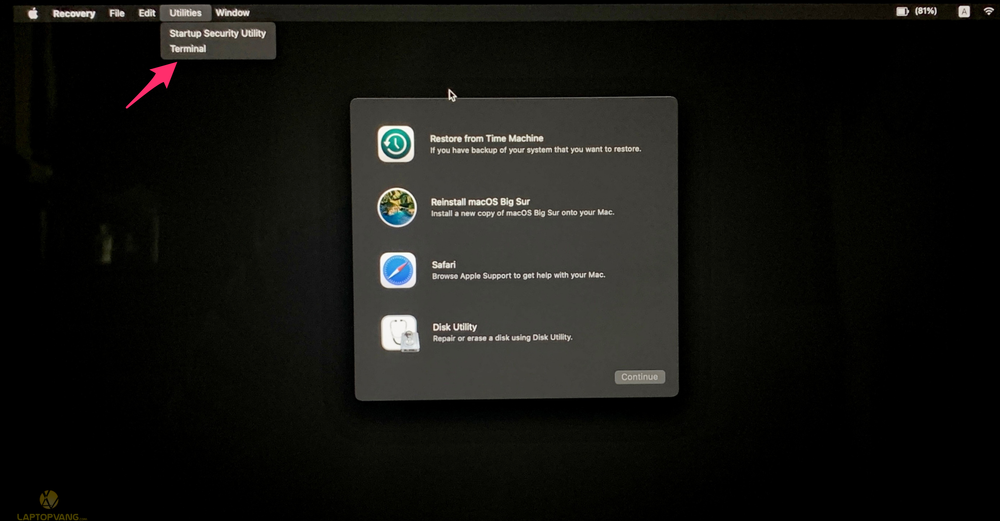 Recovery File Edit Utilities Window (81%) A
Startup Security Utility
Terminal
Restore from Time Machine
If you have backup of your system that you want to restore.
Reinstall macOS Big Sur
Install a new copy of macOS Big Sur onto your Mac.
Safari
Browse Apple Support to get help with your Mac.
Disk Utility
Repair or erase a disk using Disk Utility.
Continue
LAPTOPVANG.COM